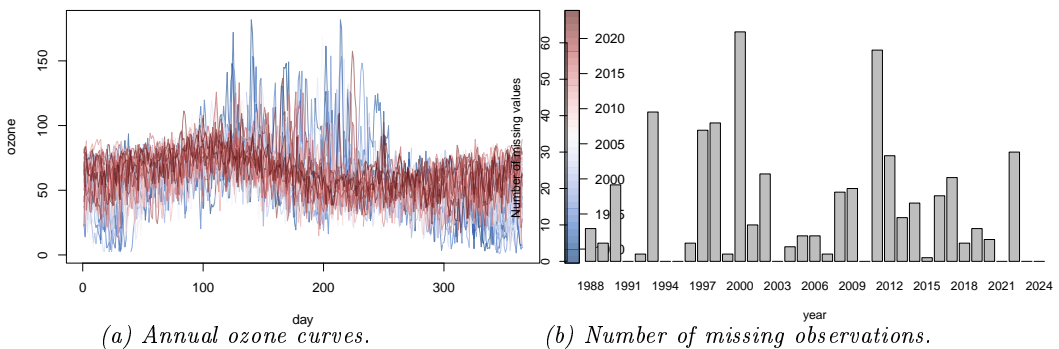 ozone
150
100
50
0
0 100 200 300
day
(a) Annual ozone curves.
2020
2015
2010
2005
2000
Number of missing values
60
50
40
30
20
10
0
1988 1991 1994 1997 2000 2003 2006 2009 2012 2015 2018 2021 2024
year
(b) Number of missing observations.